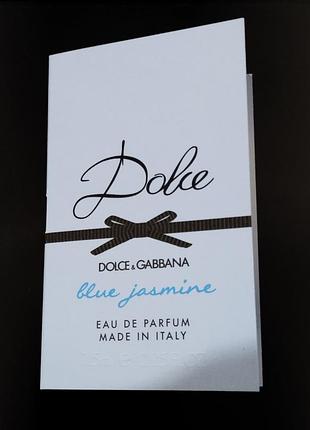 Dolce
DOLCE & GABBANA
blue jasmine
EAU DE PARFUM
MADE IN ITALY